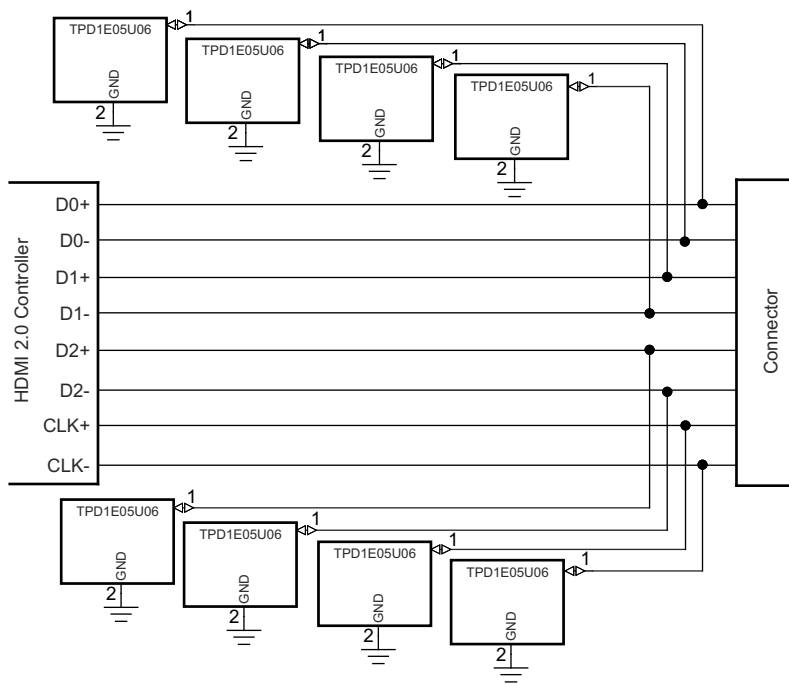 1
TPD1E05U06
GND
2
1
TPD1E05U06
GND
2
1
TPD1E05U06
GND
2
1
TPD1E05U06
GND
2
HDMI 2.0 Controller
D0+
D0-
D1+
D1-
D2+
D2-
CLK+
CLK-
Connector
1
TPD1E05U06
GND
2
1
TPD1E05U06
GND
2
1
TPD1E05U06
GND
2
1
TPD1E05U06
GND
2